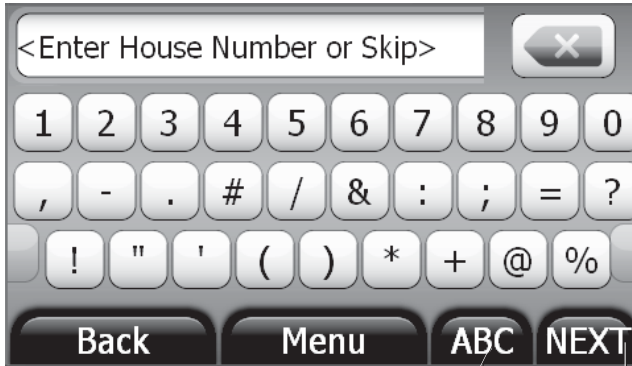 <Enter House Number or Skip>
1 2 3 4 5 6 7 8 9 0
, - . # / & : ; = ?
! " ' ( ) * + @ %
Back Menu ABC NEXT